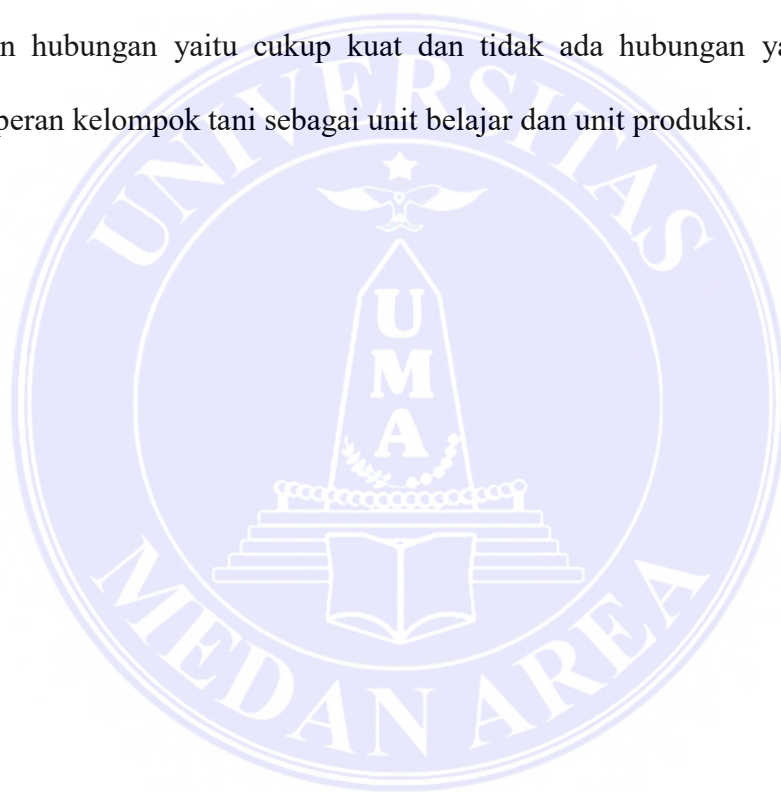 n hubungan yaitu cukup kuat dan tidak ada hubungan ya
peran kelompok tani sebagai unit belajar dan unit produksi.
UNIVERSITAS
U
M
A
MEDAN AREA